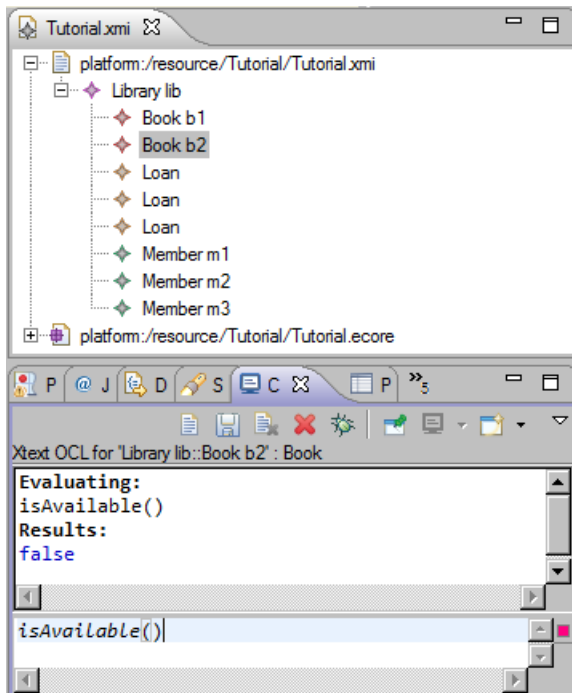 Tutorial.xmi
platform:/resource/Tutorial/Tutorial.xmi
Library lib
Book b1
Book b2
Loan
Loan
Loan
Member m1
Member m2
Member m3
platform:/resource/Tutorial/Tutorial.ecore
P @ J D S C P »5
Xtext OCL for 'Library lib::Book b2' : Book
Evaluating:
isAvailable()
Results:
false
isAvailable()